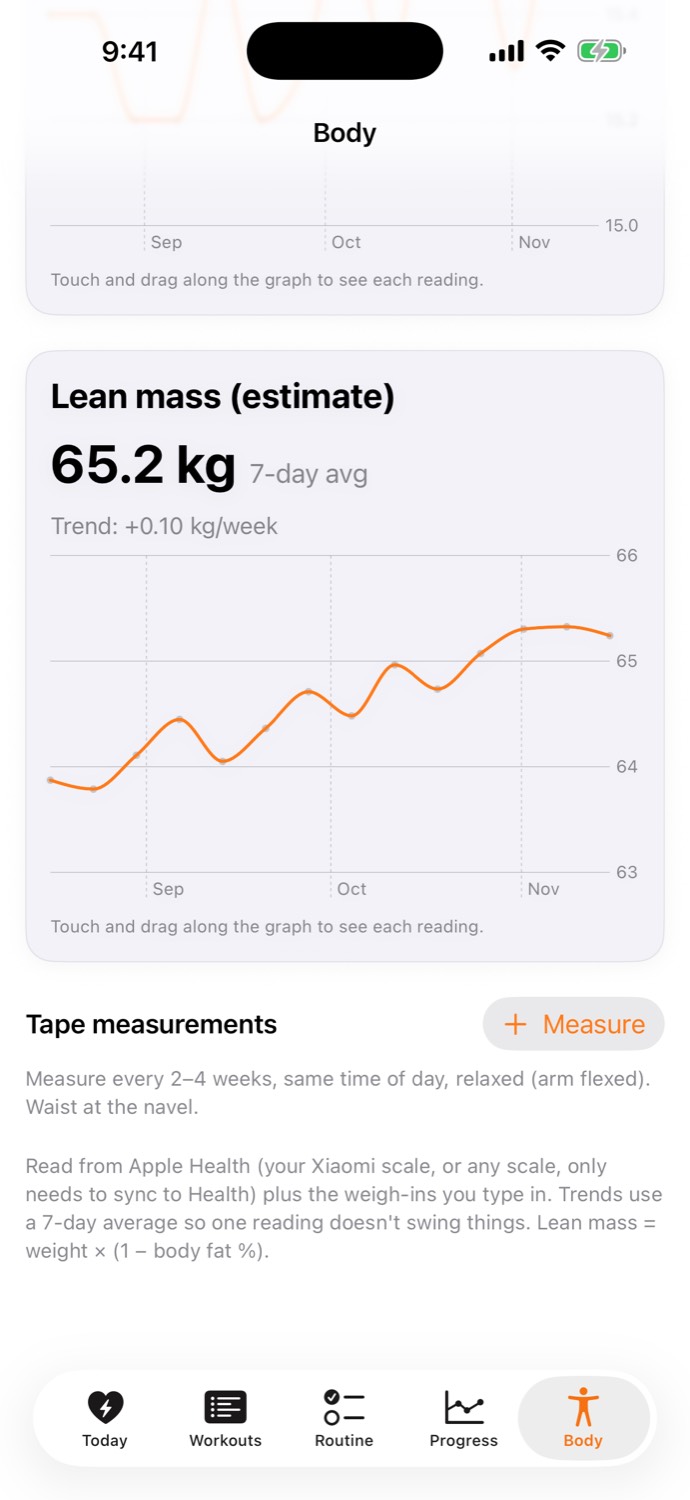 9:41
Body
15.0
Sep Oct Nov
Touch and drag along the graph to see each reading.
Lean mass (estimate)
65.2 kg 7-day avg
Trend: +0.10 kg/week
66
65
64
63
Sep Oct Nov
Touch and drag along the graph to see each reading.
Tape measurements
+ Measure
Measure every 2–4 weeks, same time of day, relaxed (arm flexed).
Waist at the navel.
Read from Apple Health (your Xiaomi scale, or any scale, only
needs to sync to Health) plus the weigh-ins you type in. Trends use
a 7-day average so one reading doesn't swing things. Lean mass =
weight × (1 – body fat %).
Today Workouts Routine Progress Body